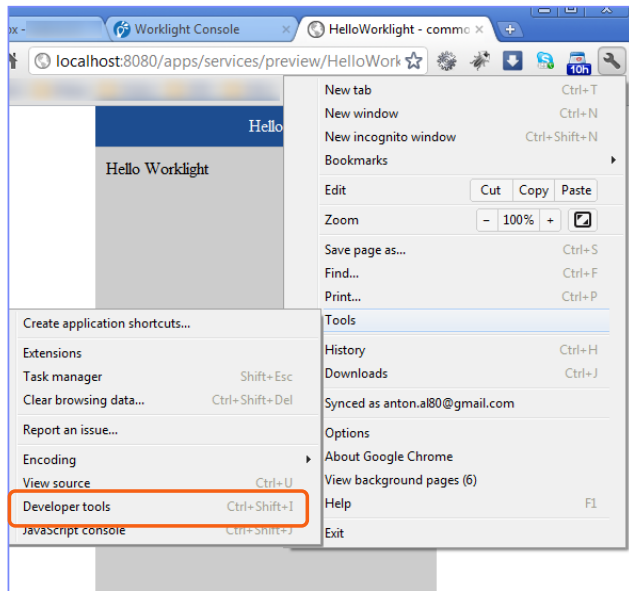 ox -
Worklight Console
HelloWorklight - commo
localhost:8080/apps/services/preview/HelloWork
10h
Hello
Hello Worklight
New tab Ctrl+T
New window Ctrl+N
New incognito window Ctrl+Shift+N
Bookmarks
Edit Cut Copy Paste
Zoom - 100% +
Save page as... Ctrl+S
Find... Ctrl+F
Print... Ctrl+P
Tools
History Ctrl+H
Downloads Ctrl+J
Synced as anton.al80@gmail.com
Options
About Google Chrome
View background pages (6)
Help F1
Exit
Create application shortcuts...
Extensions
Task manager Shift+Esc
Clear browsing data... Ctrl+Shift+Del
Report an issue...
Encoding
View source Ctrl+U
Developer tools Ctrl+Shift+I
JavaScript console Ctrl+Shift+J